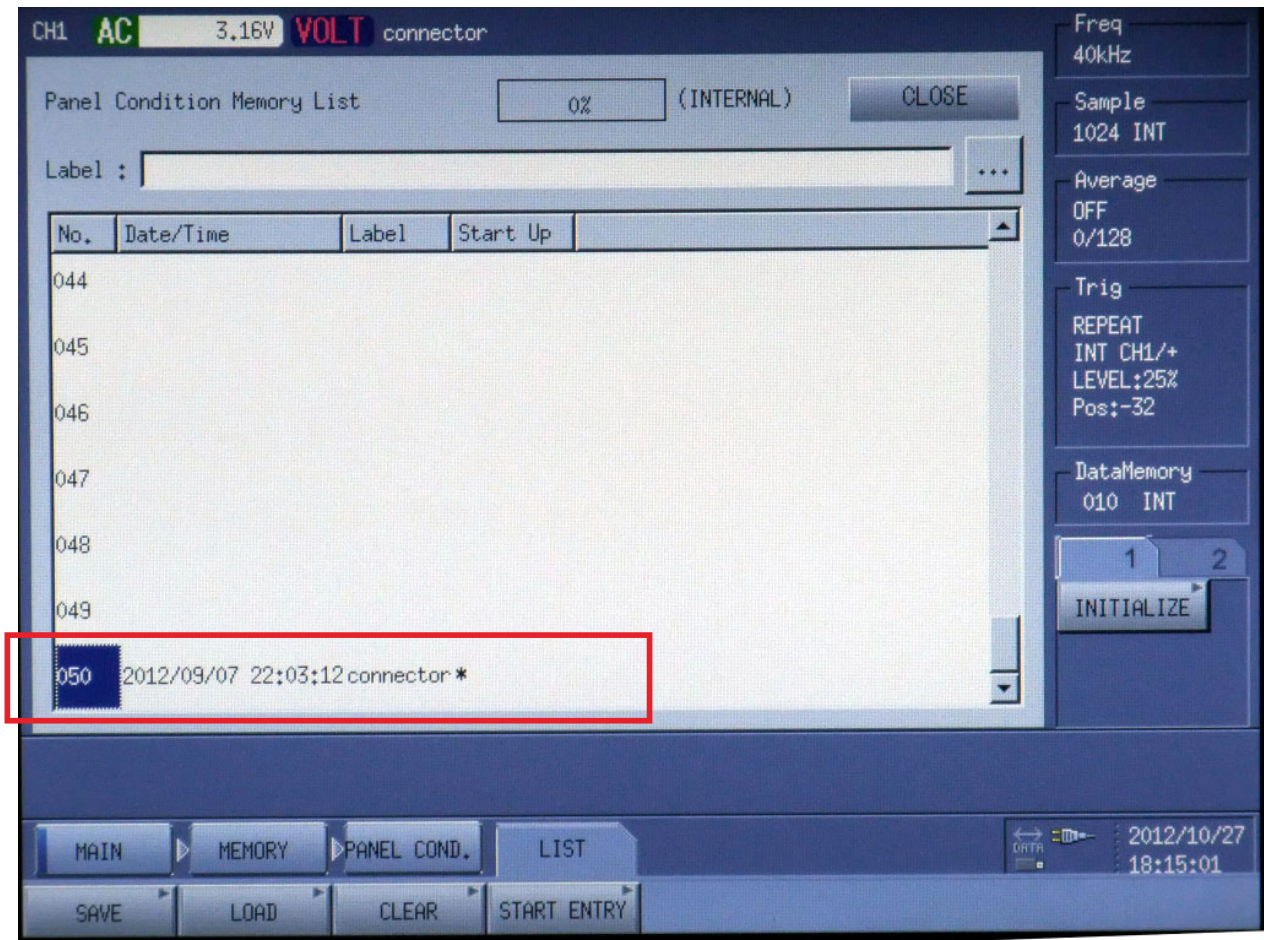 CH1 AC 3.16V VOLT connector
Panel Condition Memory List 0% (INTERNAL) CLOSE
Label : ...
No. Date/Time Label Start Up
044
045
046
047
048
049
050 2012/09/07 22:03:12 connector *
Freq
40kHz
Sample
1024 INT
Average
OFF
0/128
Trig
REPEAT
INT CH1/+
LEVEL:25%
Pos:-32
DataMemory
010 INT
1 2
INITIALIZE
MAIN MEMORY PANEL COND. LIST
DATA
2012/10/27
18:15:01
SAVE LOAD CLEAR START ENTRY